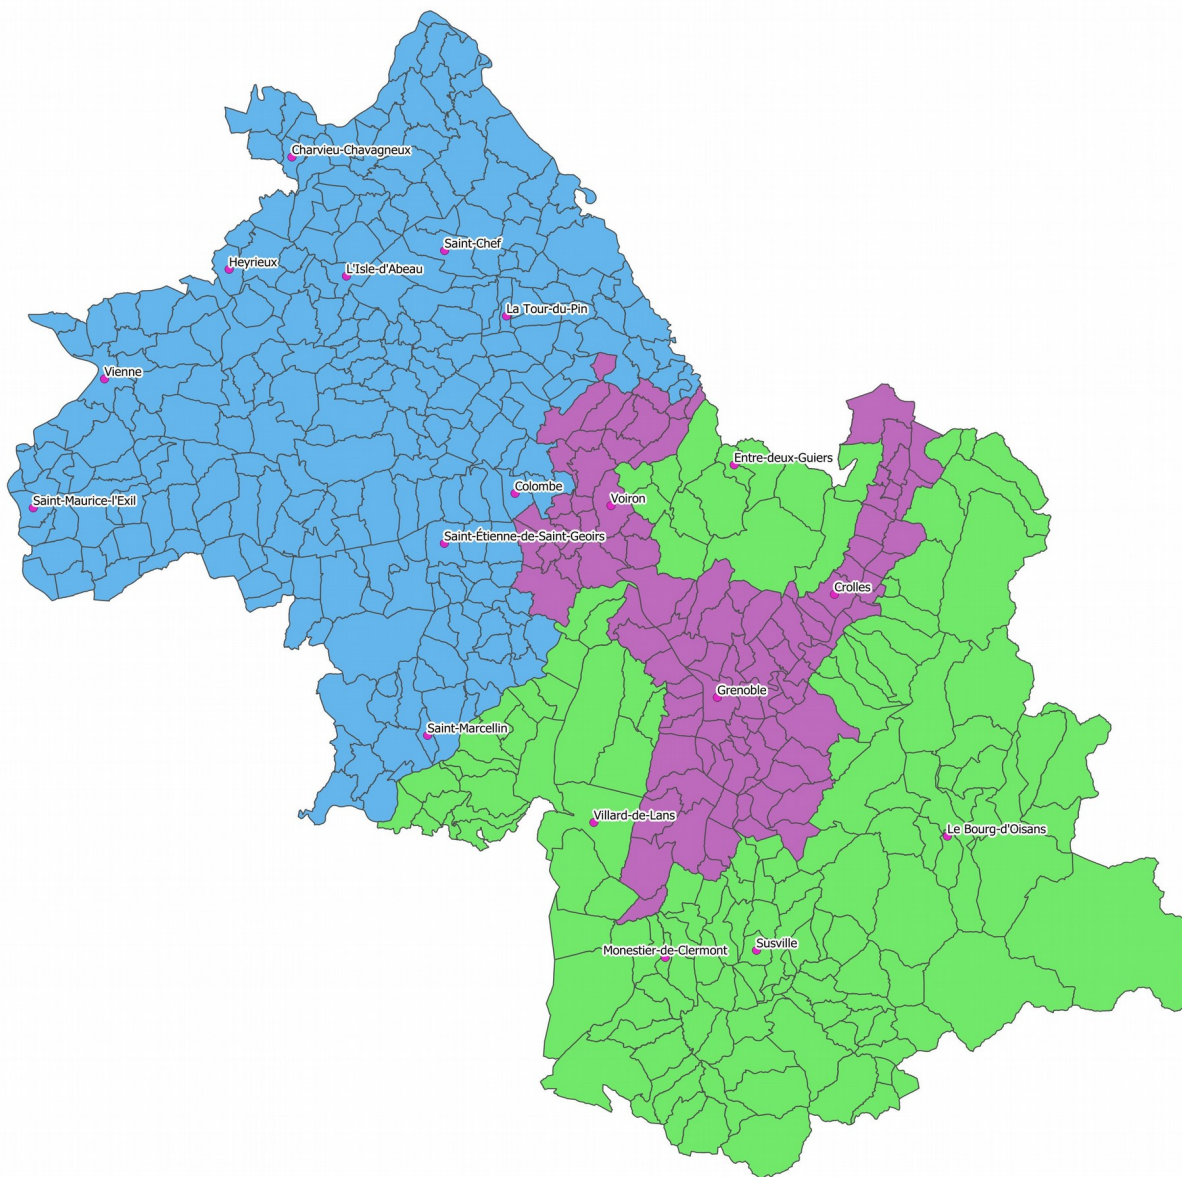 Charvieu-Chavagneux
Saint-Chef
Heyrieux
L'Isle-d'Abeau
La Tour-du-Pin
Vienne
Entre-deux-Guiers
Colombe
Saint-Maurice-l'Exil
Voiron
Saint-Étienne-de-Saint-Geoirs
Crolles
Grenoble
Saint-Marcellin
Villard-de-Lans
Le Bourg-d'Oisans
Susville
Monestier-de-Clermont